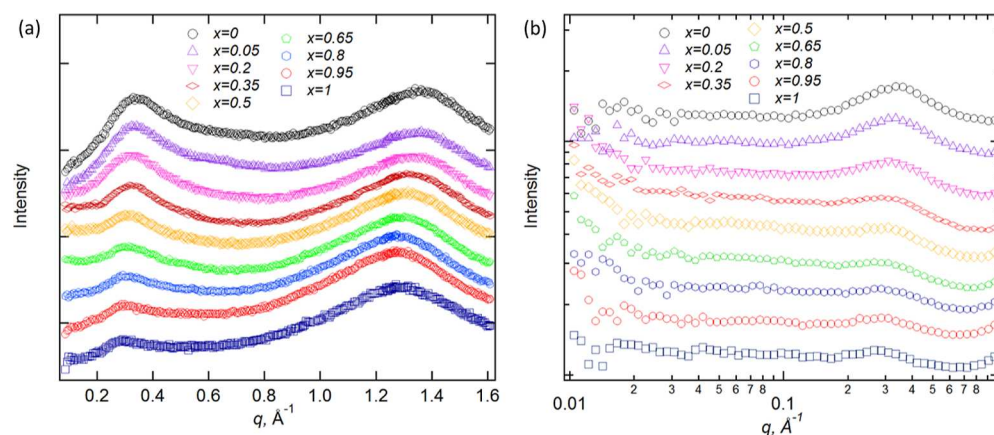 (a)
x=0
x=0.05
x=0.2
x=0.35
x=0.5
x=0.65
x=0.8
x=0.95
x=1
Intensity
0.2 0.4 0.6 0.8 1.0 1.2 1.4 1.6
q, Å-1
(b)
x=0
x=0.05
x=0.2
x=0.35
x=0.5
x=0.65
x=0.8
x=0.95
x=1
Intensity
2 3 4 5 6 7 8 2 3 4 5 6 7 8
0.01 0.1
q, Å-1